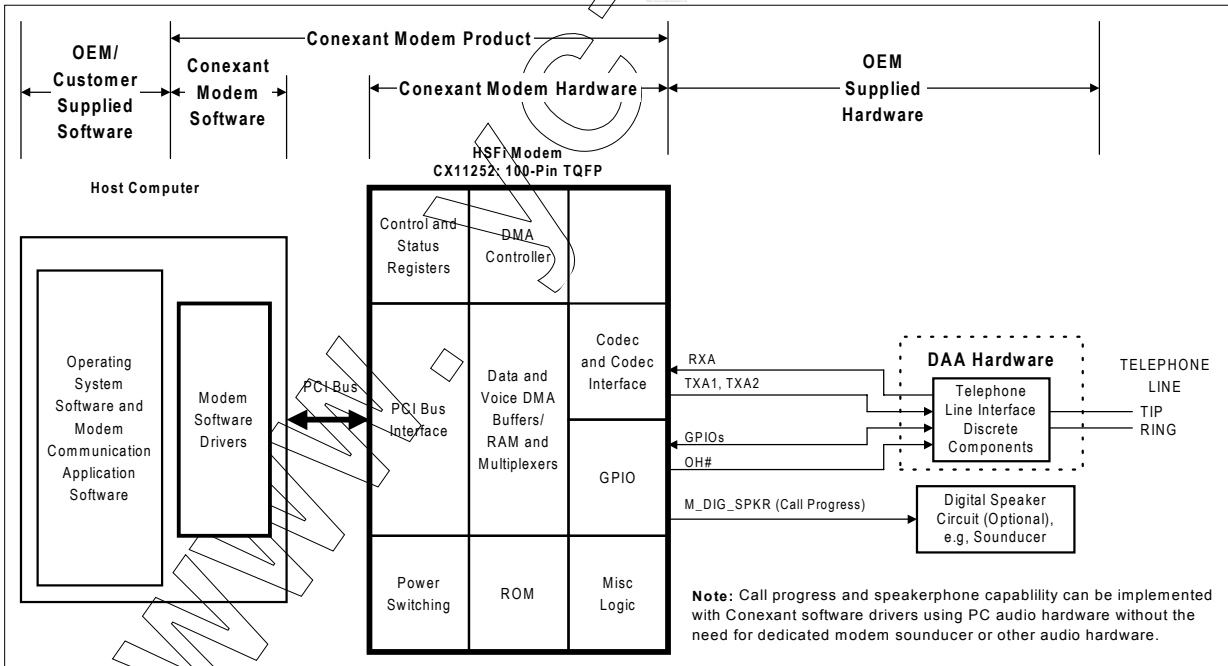 Conexant Modem Product
OEM/
Customer
Supplied
Software
Conexant
Modem
Software
Conexant Modem Hardware
OEM
Supplied
Hardware
HSFi Modem
CX11252: 100-Pin TQFP
Host Computer
Operating
System
Software and
Modem
Communication
Application
Software
Modem
Software
Drivers
PCI Bus
Control and
Status
Registers
DMA
Controller
PCI Bus
Interface
Data and
Voice DMA
Buffers/
RAM and
Multiplexers
Codec
and Codec
Interface
GPIO
Power
Switching
ROM
Misc
Logic
RXA
TXA1, TXA2
GPIOs
OH#
M_DIG_SPKR (Call Progress)
DAA Hardware
Telephone
Line Interface
Discrete
Components
TELEPHONE
LINE
TIP
RING
Digital Speaker
Circuit (Optional),
e.g, Sounducer
Note: Call progress and speakerphone capablility can be implemented
with Conexant software drivers using PC audio hardware without the
need for dedicated modem sounducer or other audio hardware.